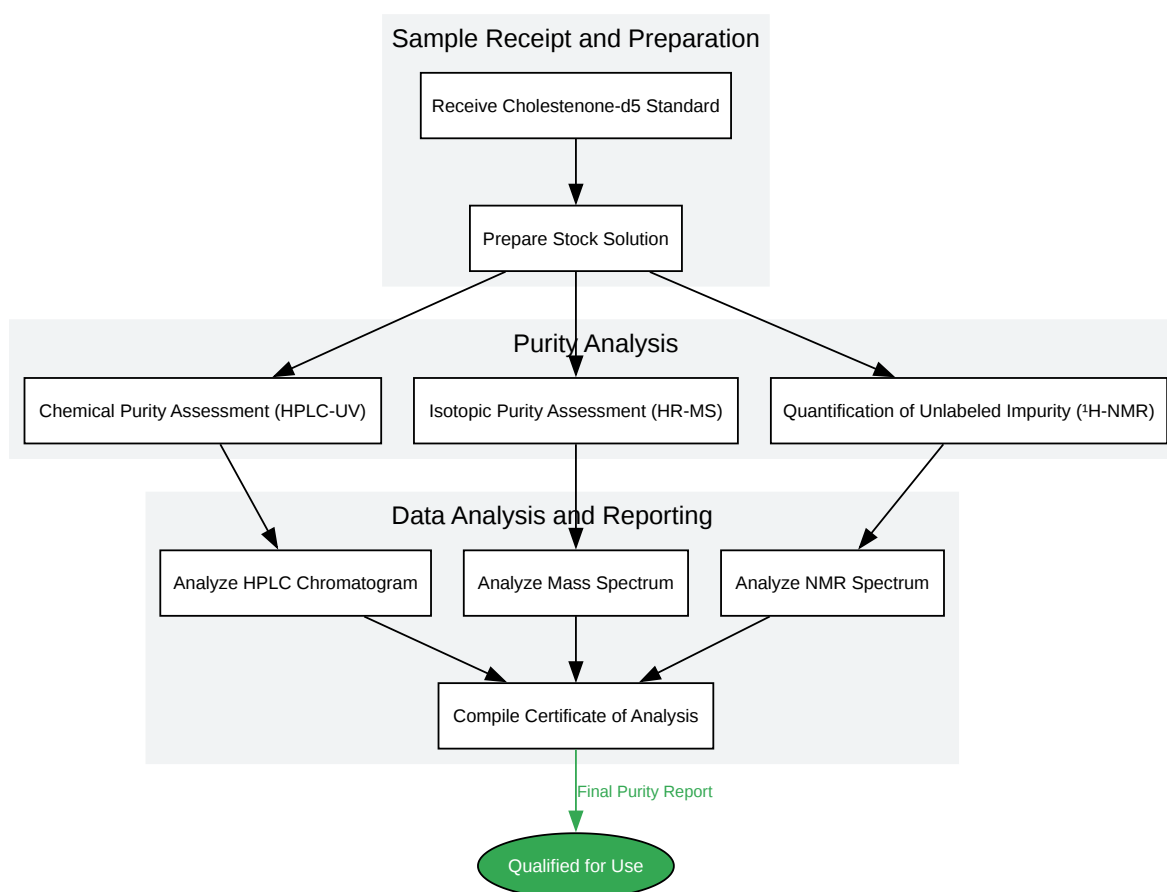 Sample Receipt and Preparation
Receive Cholestenone-d5 Standard
Prepare Stock Solution
Purity Analysis
Chemical Purity Assessment (HPLC-UV)
Isotopic Purity Assessment (HR-MS)
Quantification of Unlabeled Impurity (¹H-NMR)
Data Analysis and Reporting
Analyze HPLC Chromatogram
Analyze Mass Spectrum
Analyze NMR Spectrum
Compile Certificate of Analysis
Final Purity Report
Qualified for Use